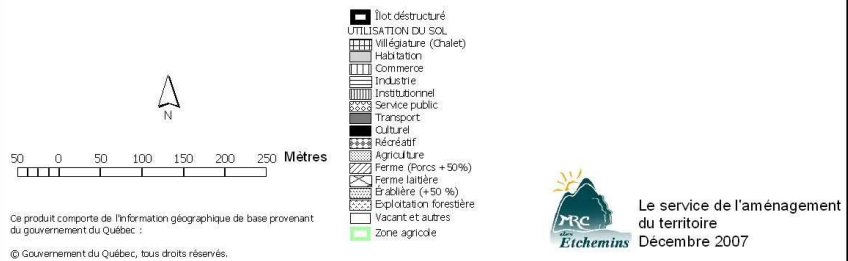 Îlot déstructuré
UTILISATION DU SOL
Villégiature (Chalet)
Habitation
Commerce
Industrie
Institutionnel
Service public
Transport
Culturel
Récréatif
Agriculture
Ferme (Porcs +50%)
Ferme laitière
Érablière (+50 %)
Exploitation forestière
Vacant et autres
Zone agricole
N
50 0 50 100 150 200 250 Mètres
Ce produit comporte de l'information géographique de base provenant
du gouvernement du Québec :
© Gouvernement du Québec, tous droits réservés.
MRC
des
Etchemins
Le service de l'aménagement
du territoire
Décembre 2007